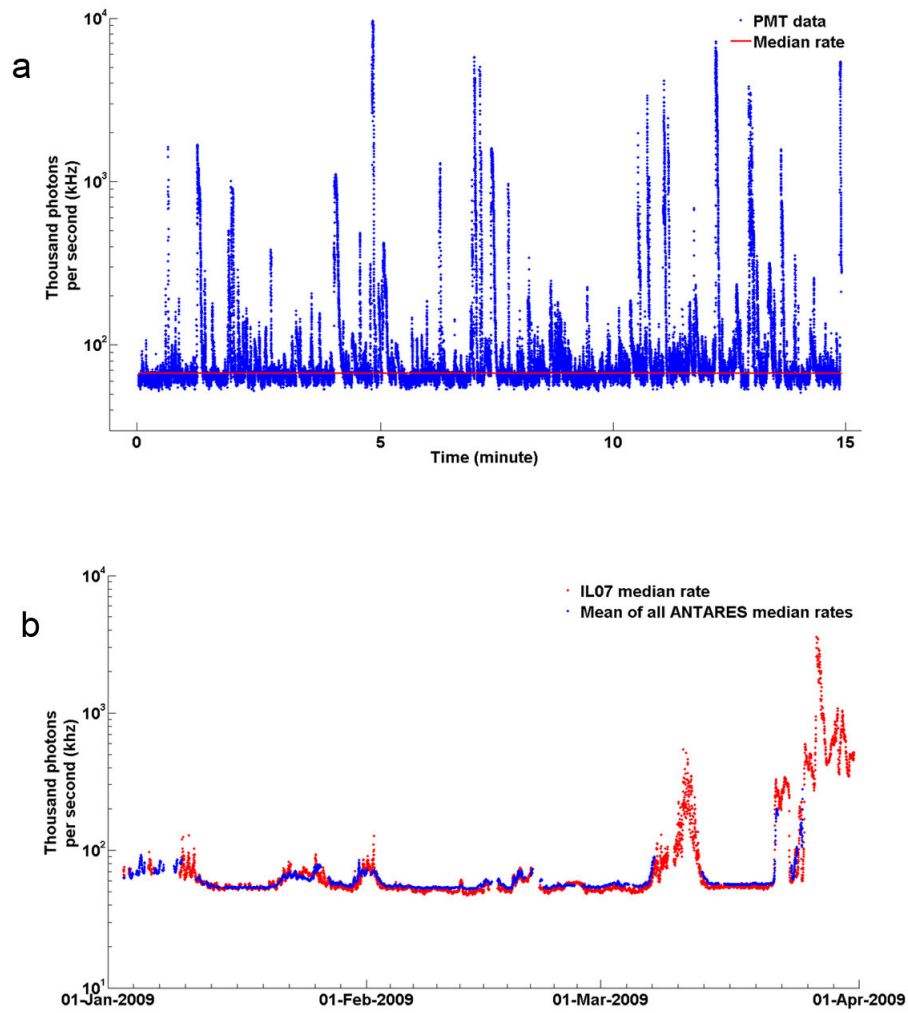 a
10^4
10^3
10^2
Thousand photons
per second (kHz)
PMT data
Median rate
0
5
10
15
Time (minute)
b
10^4
10^3
10^2
10^1
Thousand photons
per second (khz)
IL07 median rate
Mean of all ANTARES median rates
01-Jan-2009
01-Feb-2009
01-Mar-2009
01-Apr-2009